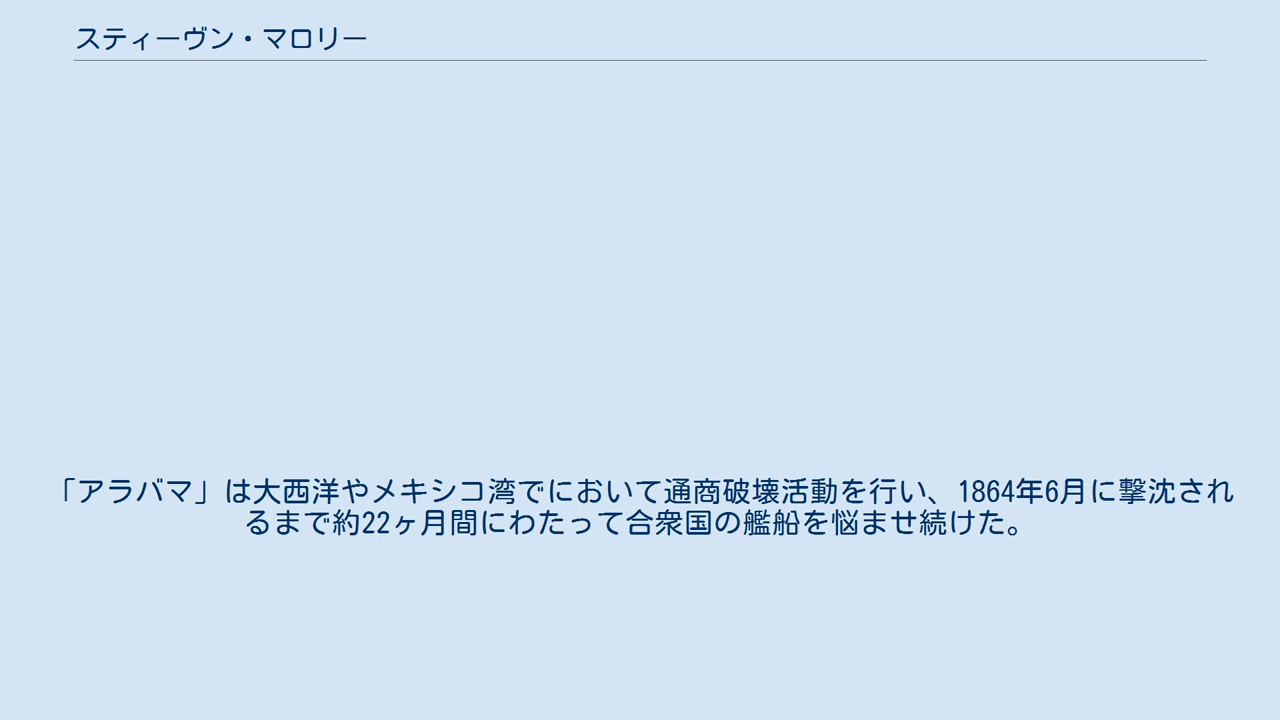 スティーヴン・マロリー
「アラバマ」は大西洋やメキシコ湾でにおいて通商破壊活動を行い、1864年6月に撃沈され
るまで約22ヶ月間にわたって合衆国の艦船を悩ませ続けた。